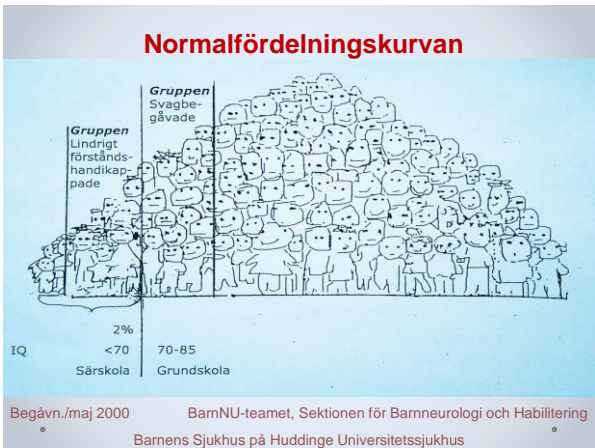 Normalfördelningskurvan
Gruppen
Svagbe-
gåvade
Gruppen
Lindrigt
förstånds-
handikap-
pade
2%
IQ <70 70-85
Särskola Grundskola
Begåvn./maj 2000 BarnNU-teamet, Sektionen för Barnneurologi och Habilitering
Barnens Sjukhus på Huddinge Universitetssjukhus